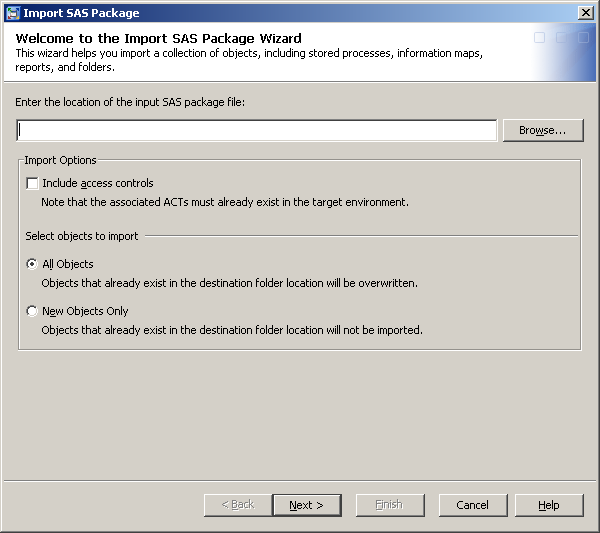 Import SAS Package
Welcome to the Import SAS Package Wizard
This wizard helps you import a collection of objects, including stored processes, information maps,
reports, and folders.
Enter the location of the input SAS package file:
Browse...
Import Options
Include access controls
Note that the associated ACTs must already exist in the target environment.
Select objects to import
All Objects
Objects that already exist in the destination folder location will be overwritten.
New Objects Only
Objects that already exist in the destination folder location will not be imported.
< Back Next > Finish Cancel Help